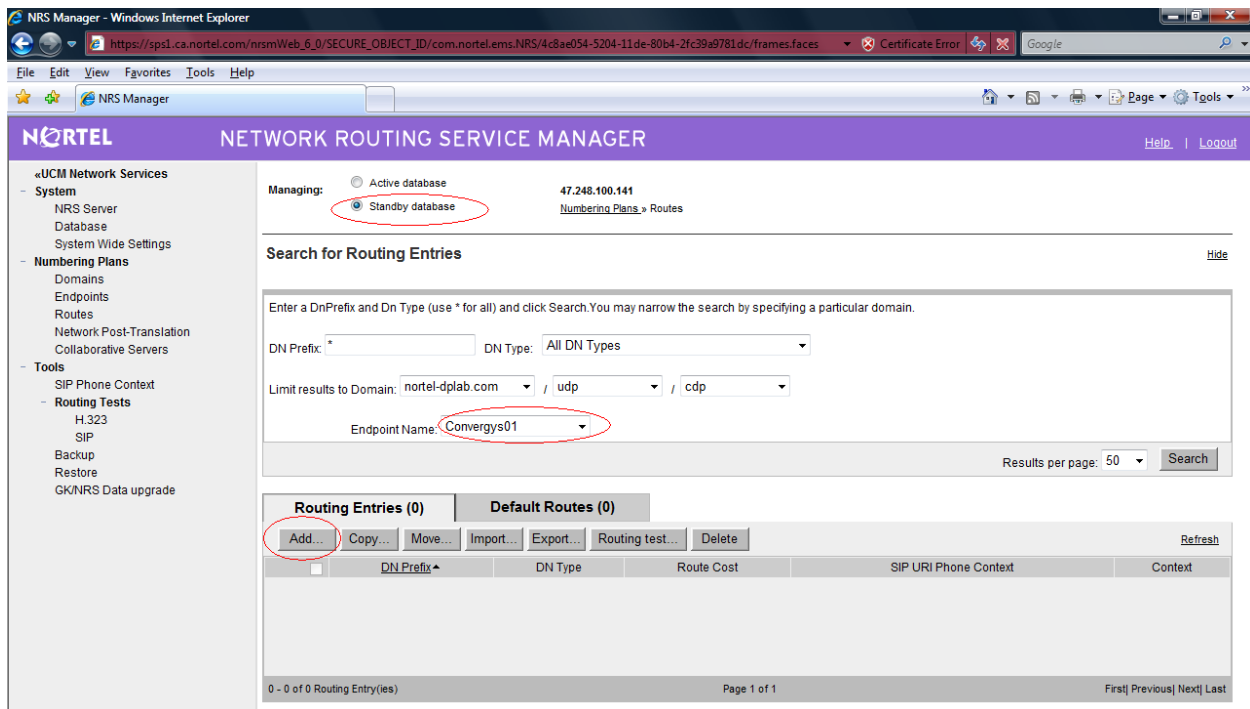 NRS Manager - Windows Internet Explorer
https://sps1.ca.nortel.com/nrsmWeb_6_0/SECURE_OBJECT_ID/com.nortel.ems.NRS/4c8ae054-5204-11de-80b4-2fc39a9781dc/frames.faces Certificate Error Google
File Edit View Favorites Tools Help
NRS Manager Page Tools »
NORTEL NETWORK ROUTING SERVICE MANAGER Help | Logout
«UCM Network Services
- System
NRS Server
Database
System Wide Settings
- Numbering Plans
Domains
Endpoints
Routes
Network Post-Translation
Collaborative Servers
- Tools
SIP Phone Context
- Routing Tests
H.323
SIP
Backup
Restore
GK/NRS Data upgrade
Managing: Active database
Standby database
47.248.100.141
Numbering Plans » Routes
Search for Routing Entries Hide
Enter a DnPrefix and Dn Type (use * for all) and click Search.You may narrow the search by specifying a particular domain.
DN Prefix: * DN Type: All DN Types
Limit results to Domain: nortel-dplab.com / udp / cdp
Endpoint Name: Convergys01
Results per page: 50 Search
Routing Entries (0) Default Routes (0)
Add... Copy... Move... Import... Export... Routing test... Delete Refresh
DN Prefix DN Type Route Cost SIP URI Phone Context Context
0 - 0 of 0 Routing Entry(ies) Page 1 of 1 First| Previous| Next| Last